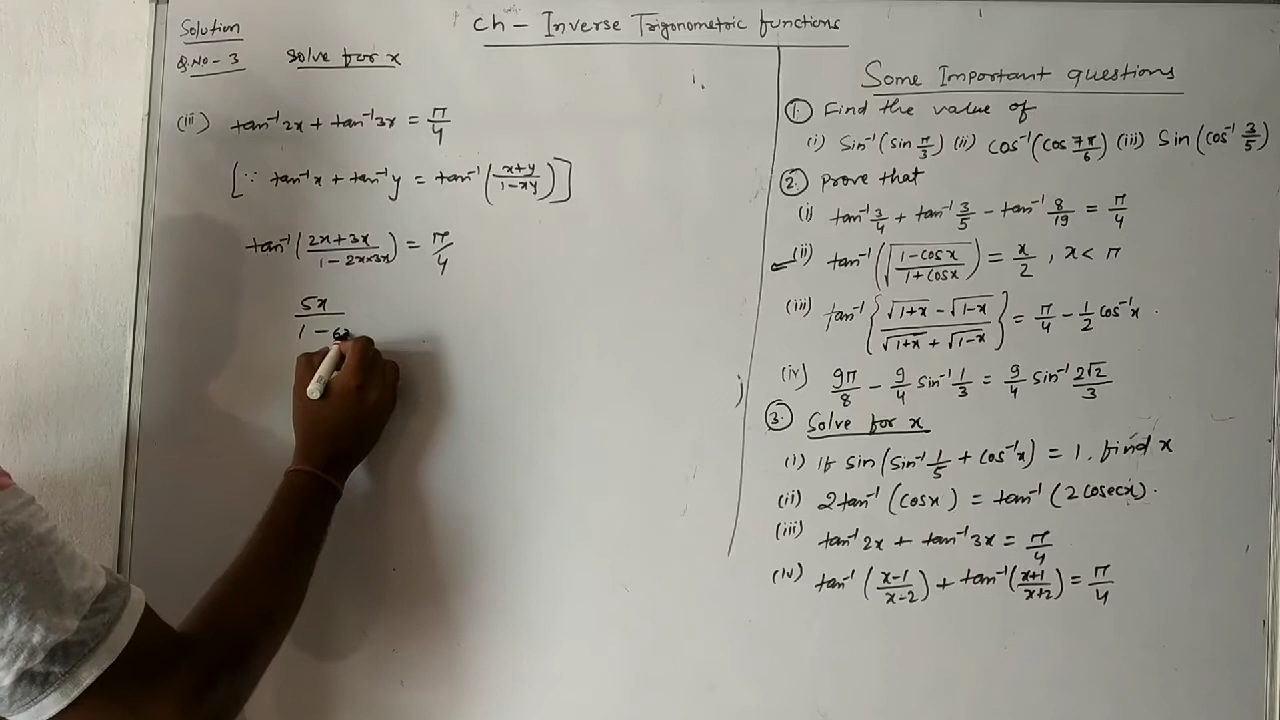 Ch - Inverse Trigonometric functions
Solution
Q.No - 3 Solve for x
(iii) tan⁻¹2x + tan⁻¹3x = π/4
[∵ tan⁻¹x + tan⁻¹y = tan⁻¹((x+y)/(1-xy))]
tan⁻¹((2x+3x)/(1-2x×3x)) = π/4
5x
1 - 6
Some Important questions
1. Find the value of
(i) Sin⁻¹(sin π/3) (ii) cos⁻¹(cos 7π/6) (iii) Sin(cos⁻¹ 3/5)
2. Prove that
(i) tan⁻¹ 3/4 + tan⁻¹ 3/5 - tan⁻¹ 8/19 = π/4
(ii) tan⁻¹(√((1-cosx)/(1+cosx))) = x/2, x < π
(iii) tan⁻¹{(√(1+x) - √(1-x))/(√(1+x) + √(1-x))} = π/4 - 1/2 cos⁻¹x.
(iv) 9π/8 - 9/4 sin⁻¹ 1/3 = 9/4 sin⁻¹ 2√2/3
3. Solve for x
(i) If sin(sin⁻¹ 1/5 + cos⁻¹x) = 1. find x
(ii) 2tan⁻¹(cosx) = tan⁻¹(2cosecx).
(iii) tan⁻¹2x + tan⁻¹3x = π/4
(iv) tan⁻¹((x-1)/(x-2)) + tan⁻¹((x+1)/(x+2)) = π/4